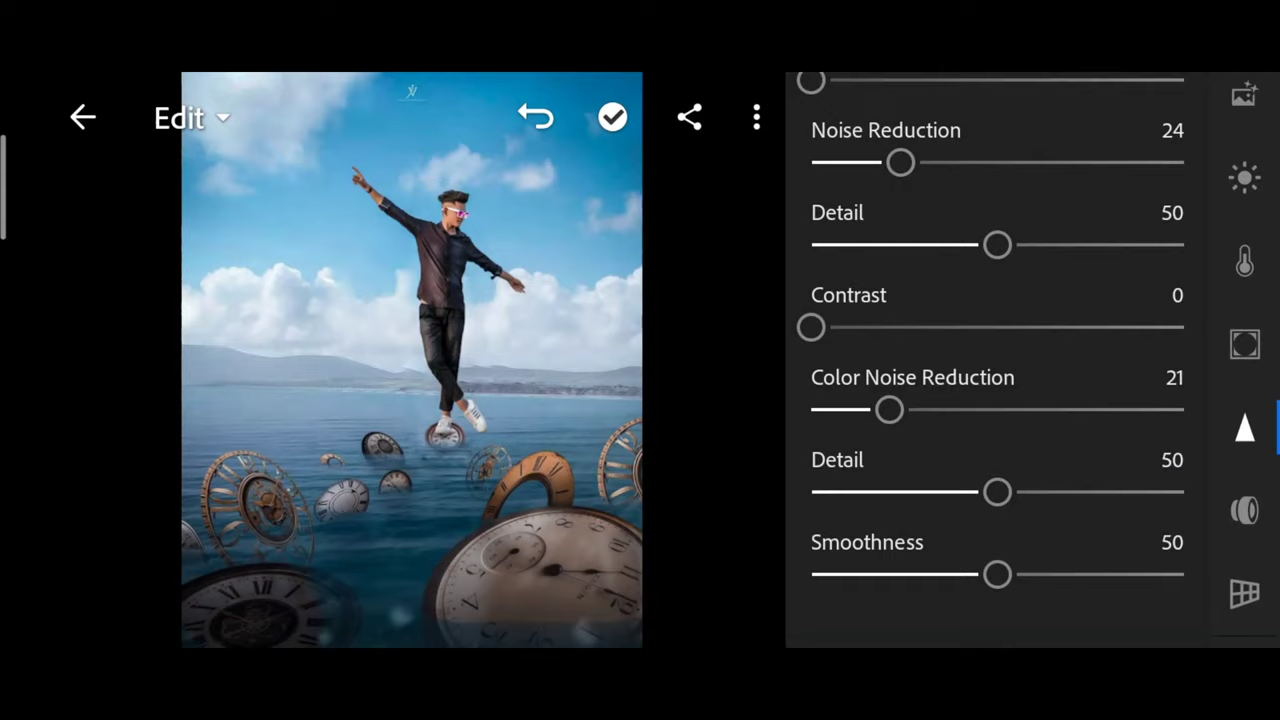 Edit
Noise Reduction 24
Detail 50
Contrast 0
Color Noise Reduction 21
Detail 50
Smoothness 50